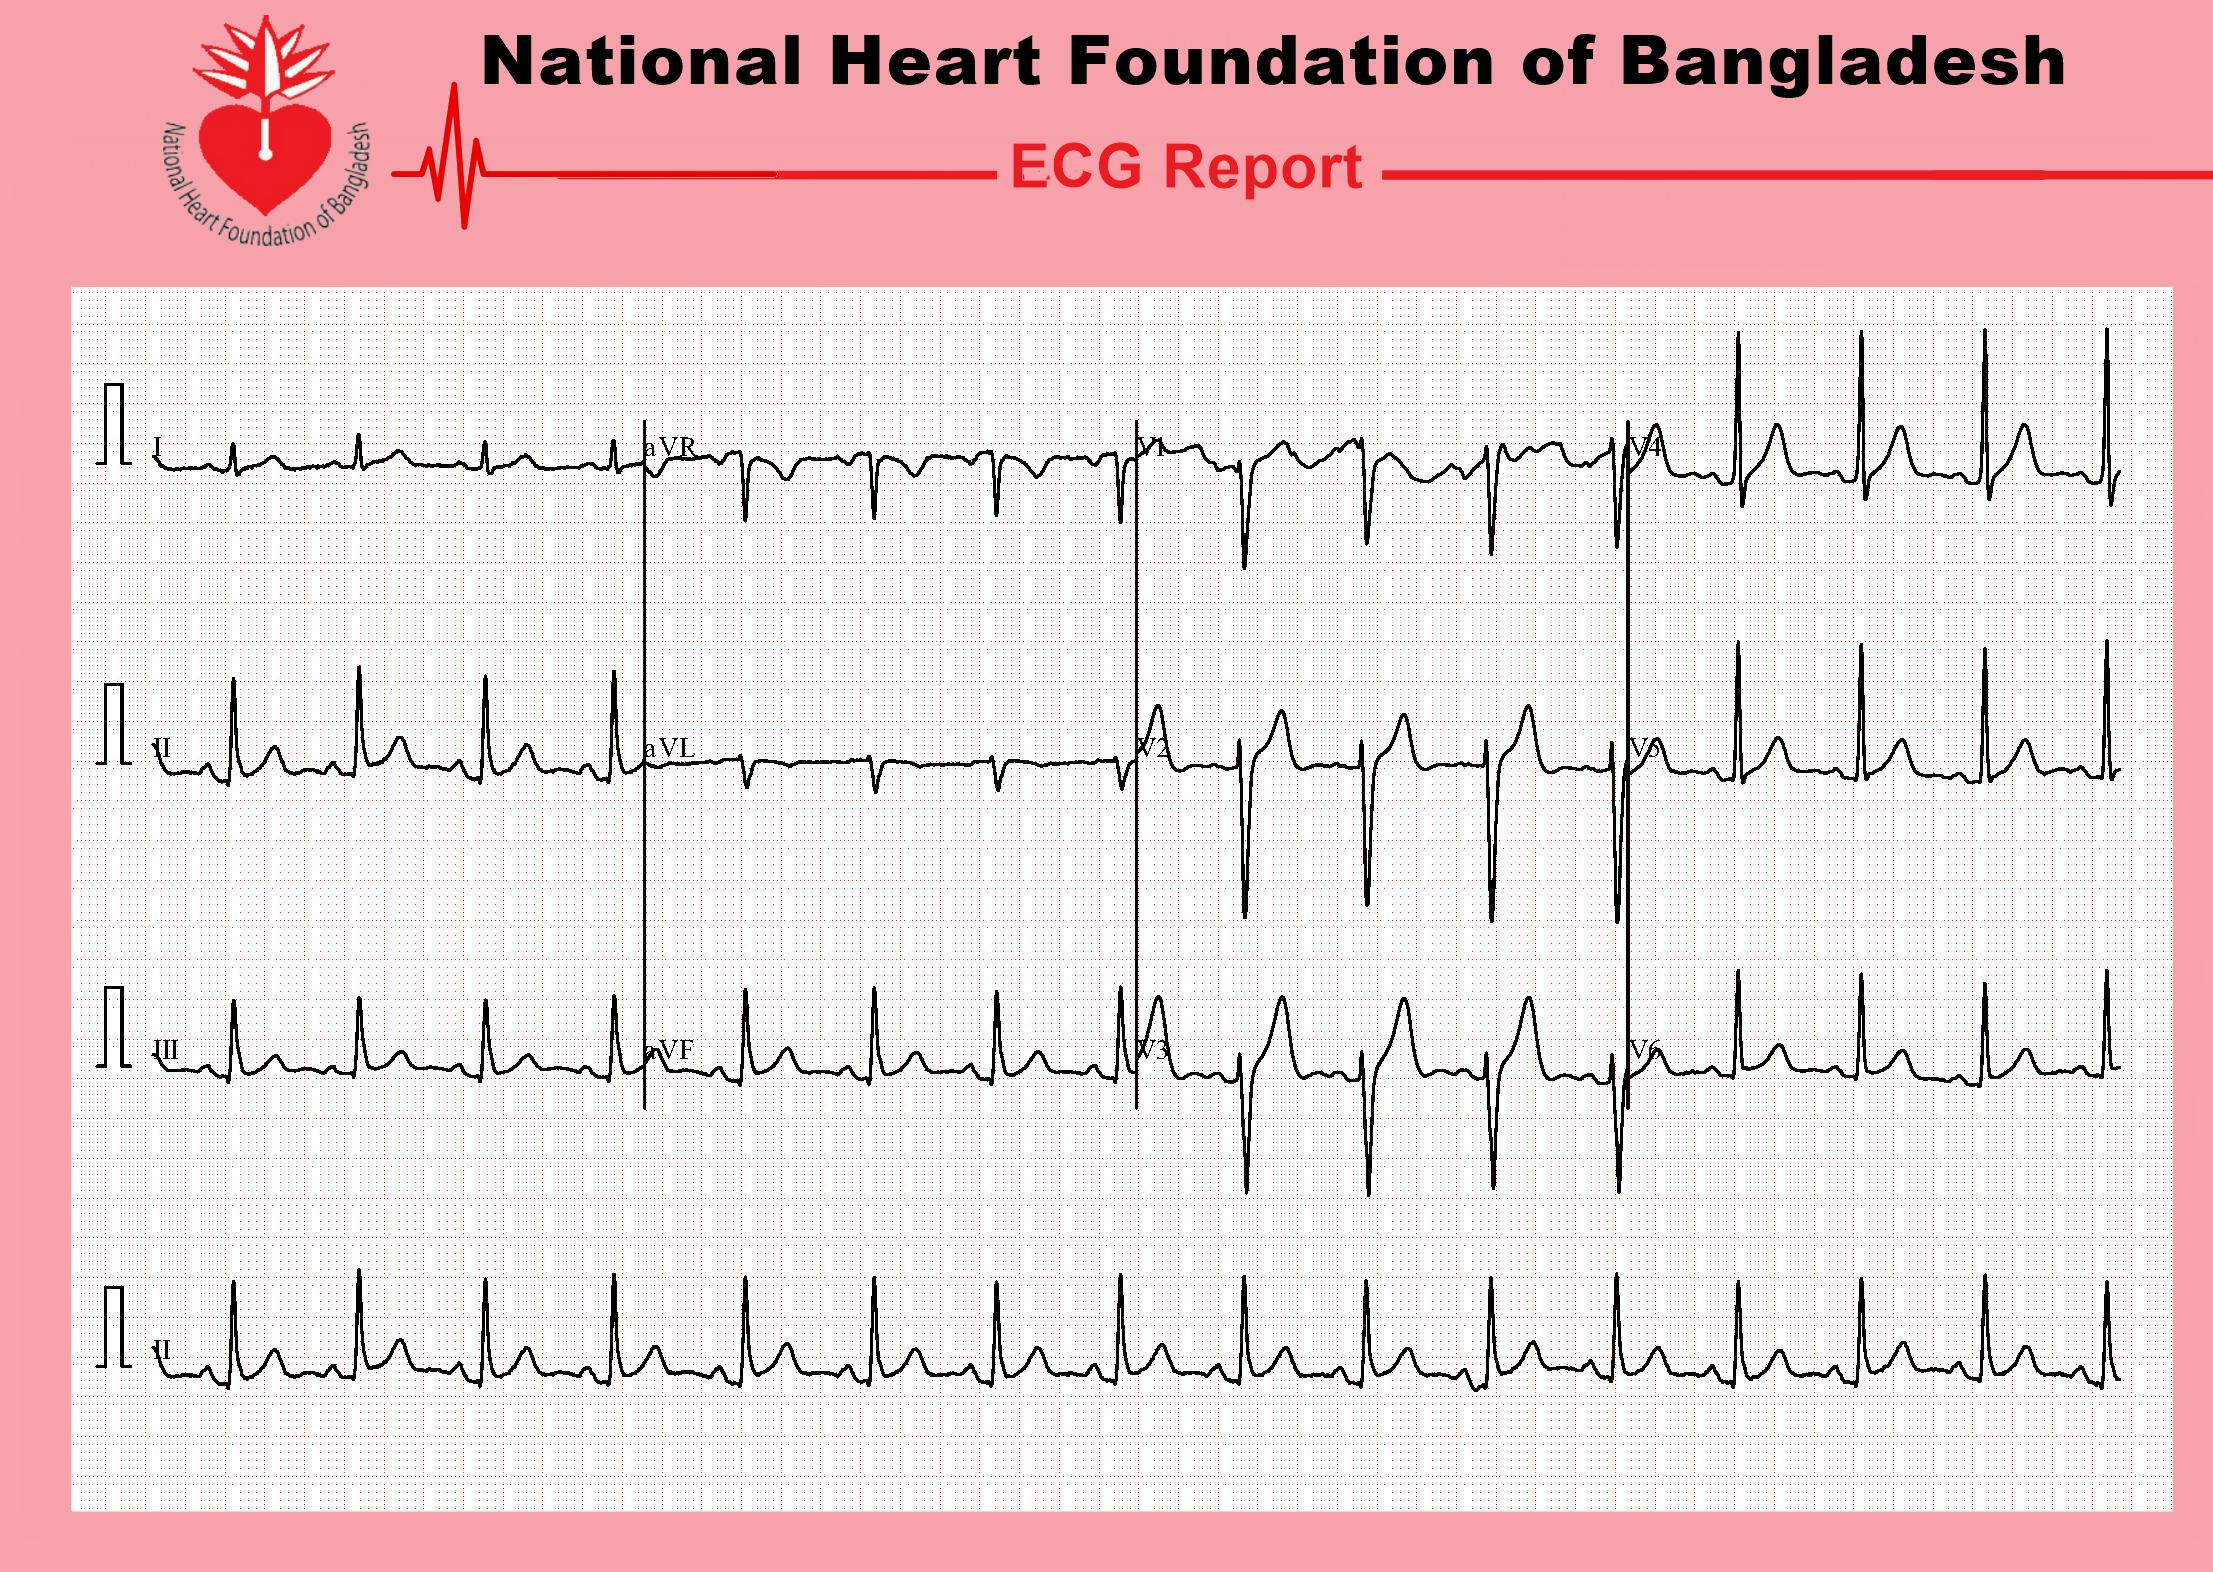 National Heart Foundation of Bangladesh
National Heart Foundation of Bangladesh
ECG Report
I aVR V1 V4
II aVL V2 V5
III aVF V3 V6
II